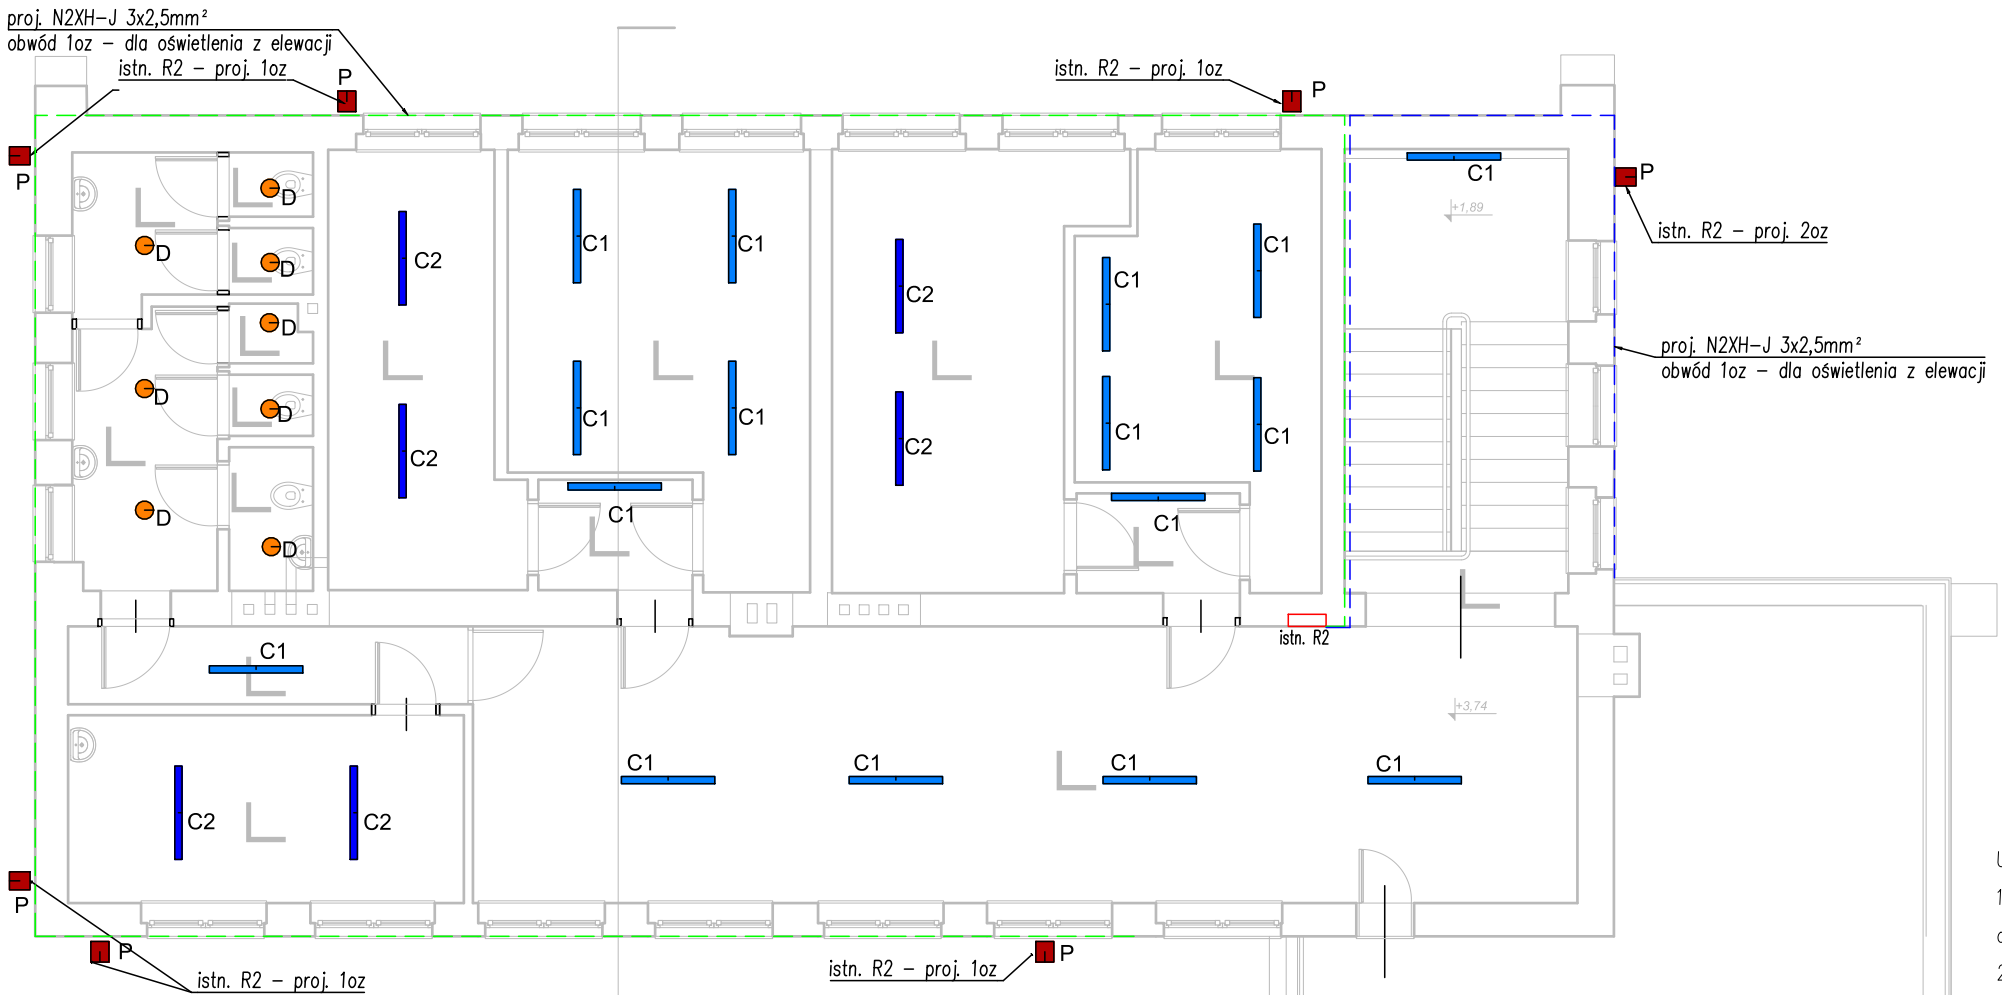 proj. N2XH-J 3x2,5mm²
obwód 1oz - dla oświetlenia z elewacji
istn. R2 - proj. 1oz
P
istn. R2 - proj. 1oz
P
P
P
istn. R2 - proj. 2oz
proj. N2XH-J 3x2,5mm²
obwód 1oz - dla oświetlenia z elewacji
C1
+1,89
D
D
D
D
D
D
D
D
C2
C2
C1
C1
C1
C1
C1
C2
C2
C1
C1
C1
C1
C1
istn. R2
C1
+3,74
C2
C2
C1
C1
C1
C1
P
P
istn. R2 - proj. 1oz
istn. R2 - proj. 1oz
P
1
2